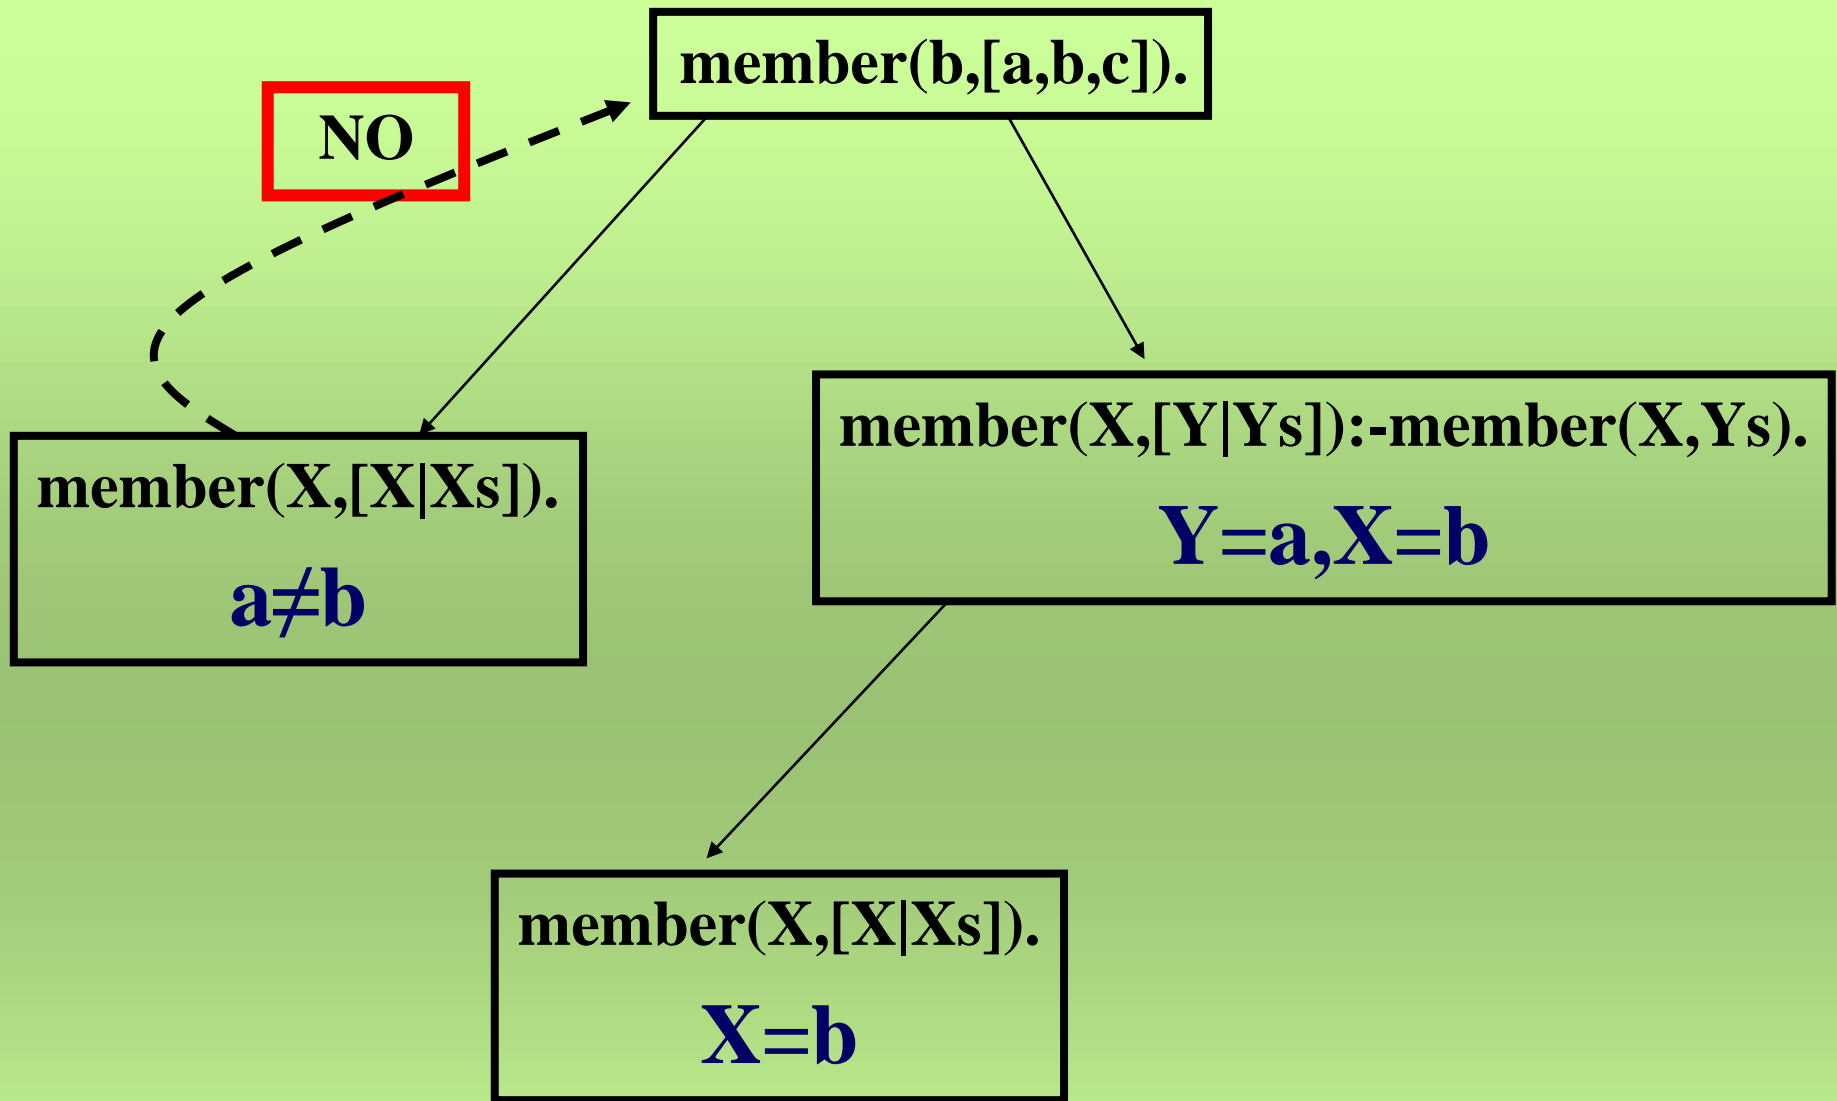 member(b,[a,b,c]).
NO
member(X,[Y|Ys]):-member(X,Ys).
Y=a,X=b
member(X,[X|Xs]).
a≠b
member(X,[X|Xs]).
X=b